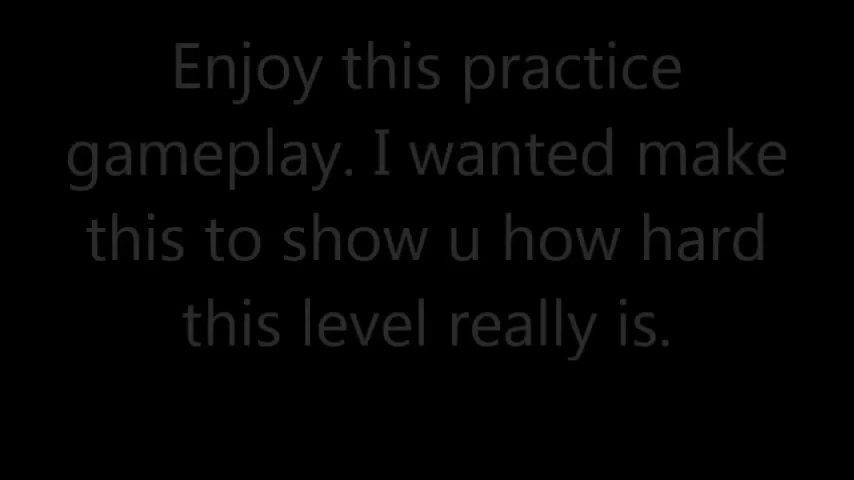 Enjoy this practice
gameplay. I wanted make
this to show u how hard
this level really is.